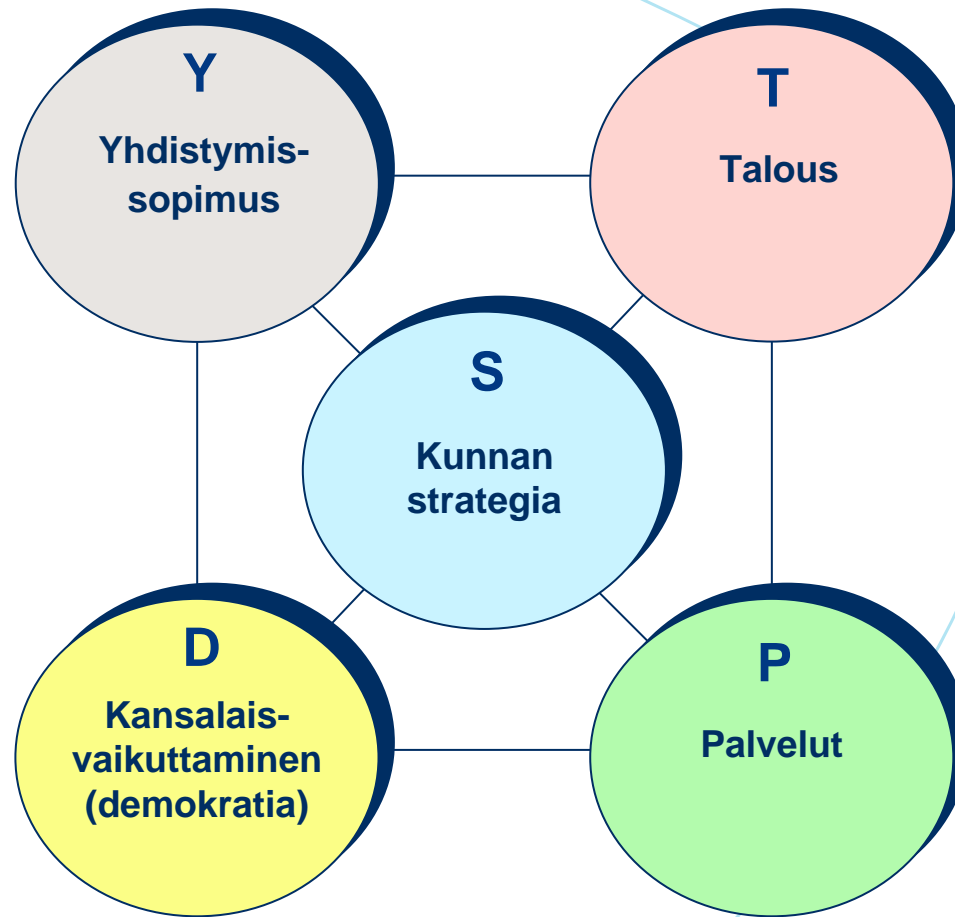 Y
Yhdistymis-
sopimus
T
Talous
S
Kunnan
strategia
D
Kansalais-
vaikuttaminen
(demokratia)
P
Palvelut